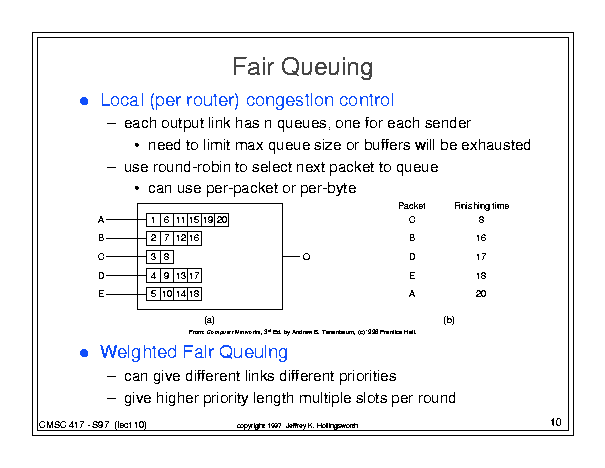 Fair Queuing
Local (per router) congestion control
– each output link has n queues, one for each sender
• need to limit max queue size or buffers will be exhausted
– use round-robin to select next packet to queue
• can use per-packet or per-byte
Packet Finishing time
A 1 6 11 15 19 20 C 8
B 2 7 12 16 B 16
C 3 8 O D 17
D 4 9 13 17 E 18
E 5 10 14 18 A 20
(a) (b)
From: Computer Networks, 3rd Ed. by Andrew S. Tanenbaum, (c)1996 Prentice Hall.
Weighted Fair Queuing
– can give different links different priorities
– give higher priority length multiple slots per round
CMSC 417 - S97 (lect 10) copyright 1997 Jeffrey K. Hollingsworth 10